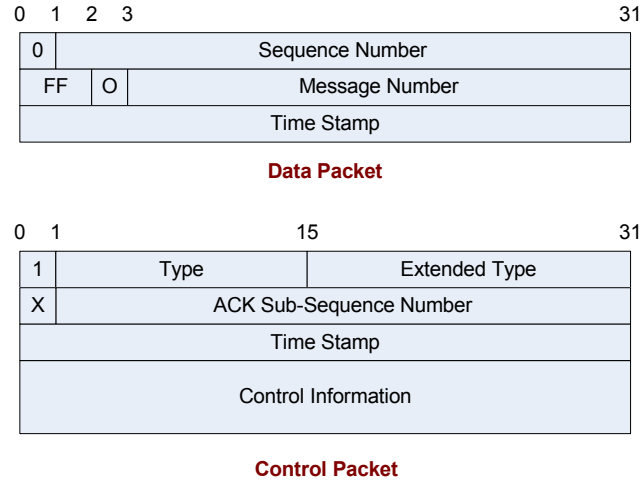 0 1 2 3 31
0 Sequence Number
FF O Message Number
Time Stamp
Data Packet
0 1 15 31
1 Type Extended Type
X ACK Sub-Sequence Number
Time Stamp
Control Information
Control Packet